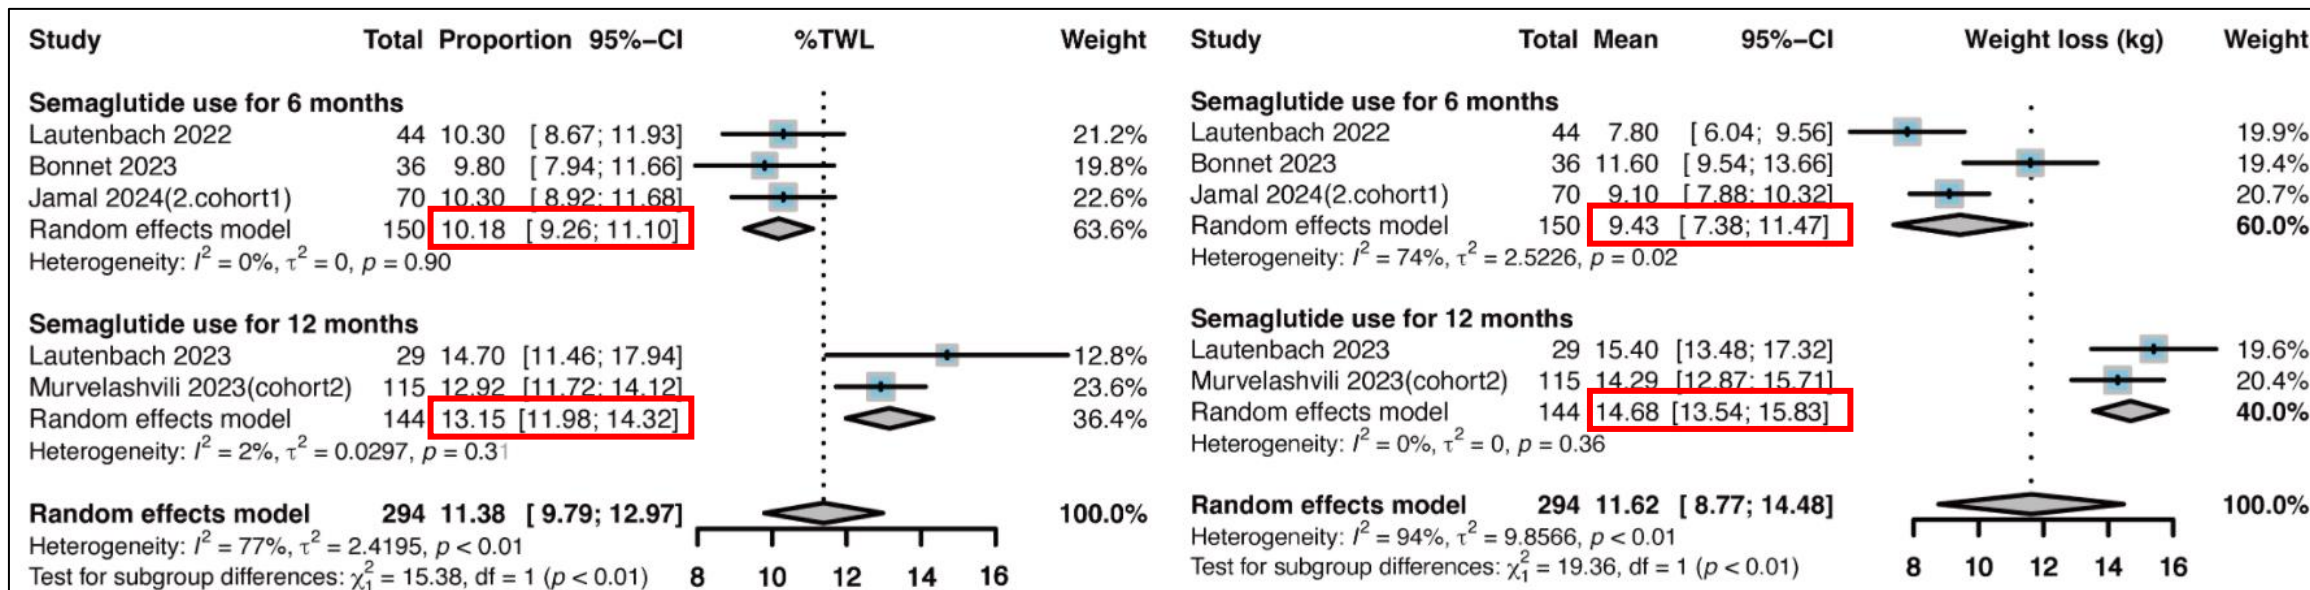 Study Total Proportion 95%−CI %TWL Weight
Semaglutide use for 6 months
Lautenbach 2022 44 10.30 [ 8.67; 11.93] 21.2%
Bonnet 2023 36 9.80 [ 7.94; 11.66] 19.8%
Jamal 2024(2.cohort1) 70 10.30 [ 8.92; 11.68] 22.6%
Random effects model 150 10.18 [ 9.26; 11.10] 63.6%
Heterogeneity: I² = 0%, τ² = 0, p = 0.90
Semaglutide use for 12 months
Lautenbach 2023 29 14.70 [11.46; 17.94] 12.8%
Murvelashvili 2023(cohort2) 115 12.92 [11.72; 14.12] 23.6%
Random effects model 144 13.15 [11.98; 14.32] 36.4%
Heterogeneity: I² = 2%, τ² = 0.0297, p = 0.31
Random effects model 294 11.38 [ 9.79; 12.97] 100.0%
Heterogeneity: I² = 77%, τ² = 2.4195, p < 0.01
Test for subgroup differences: χ²₁ = 15.38, df = 1 (p < 0.01)
8 10 12 14 16
Study Total Mean 95%−CI Weight loss (kg) Weight
Semaglutide use for 6 months
Lautenbach 2022 44 7.80 [ 6.04; 9.56] 19.9%
Bonnet 2023 36 11.60 [ 9.54; 13.66] 19.4%
Jamal 2024(2.cohort1) 70 9.10 [ 7.88; 10.32] 20.7%
Random effects model 150 9.43 [ 7.38; 11.47] 60.0%
Heterogeneity: I² = 74%, τ² = 2.5226, p = 0.02
Semaglutide use for 12 months
Lautenbach 2023 29 15.40 [13.48; 17.32] 19.6%
Murvelashvili 2023(cohort2) 115 14.29 [12.87; 15.71] 20.4%
Random effects model 144 14.68 [13.54; 15.83] 40.0%
Heterogeneity: I² = 0%, τ² = 0, p = 0.36
Random effects model 294 11.62 [ 8.77; 14.48] 100.0%
Heterogeneity: I² = 94%, τ² = 9.8566, p < 0.01
Test for subgroup differences: χ²₁ = 19.36, df = 1 (p < 0.01)
8 10 12 14 16